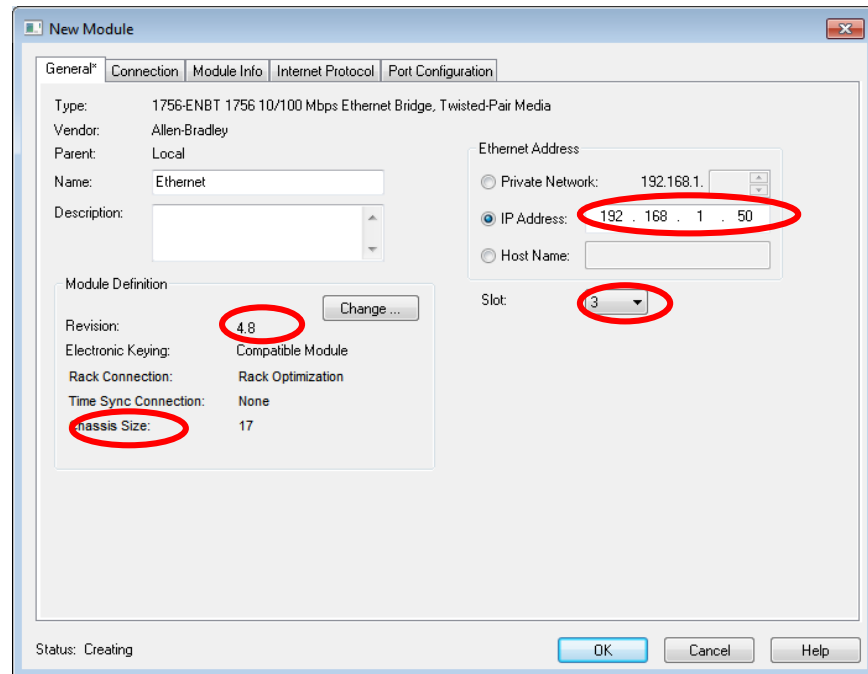 New Module
General* Connection Module Info Internet Protocol Port Configuration
Type: 1756-ENBT 1756 10/100 Mbps Ethernet Bridge, Twisted-Pair Media
Vendor: Allen-Bradley
Parent: Local
Name: Ethernet
Description:
Ethernet Address
Private Network: 192.168.1.
IP Address: 192 . 168 . 1 . 50
Host Name:
Slot: 3
Module Definition
Change ...
Revision: 4.8
Electronic Keying: Compatible Module
Rack Connection: Rack Optimization
Time Sync Connection: None
Chassis Size: 17
Status: Creating
OK Cancel Help